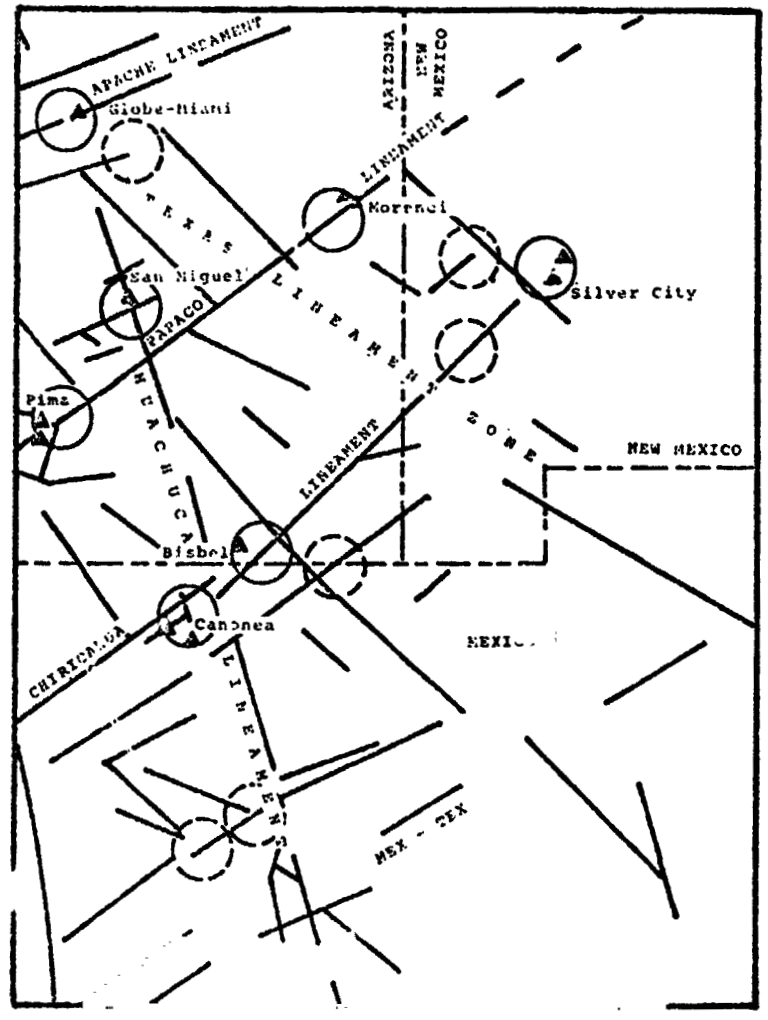 APACHE LINEAMENT
ARIZONA
NEW MEXICO
Globe-Miami
LINEAMENT
Morenci
TEXAS LINEAMENT ZONE
San Miguel
Silver City
PAPAGO
Pima
HUACHUCA
LINEAMENT
NEW MEXICO
Bisbee
Cananea
CHIRICAHUA
MEXICO
LINEAMENT
MEX - TEX